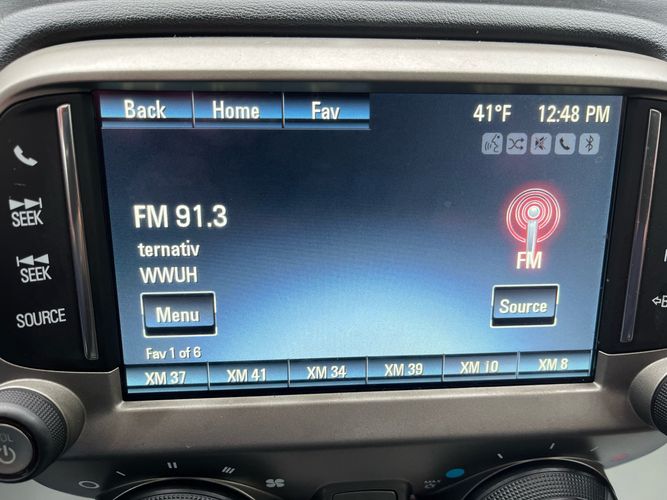 Back Home Fav 41°F 12:48 PM
FM 91.3
ternativ
WWUH
FM
Menu
Source
Fav 1 of 6
XM 37 XM 41 XM 34 XM 39 XM 10 XM 8
SEEK
SEEK
SOURCE
VOL